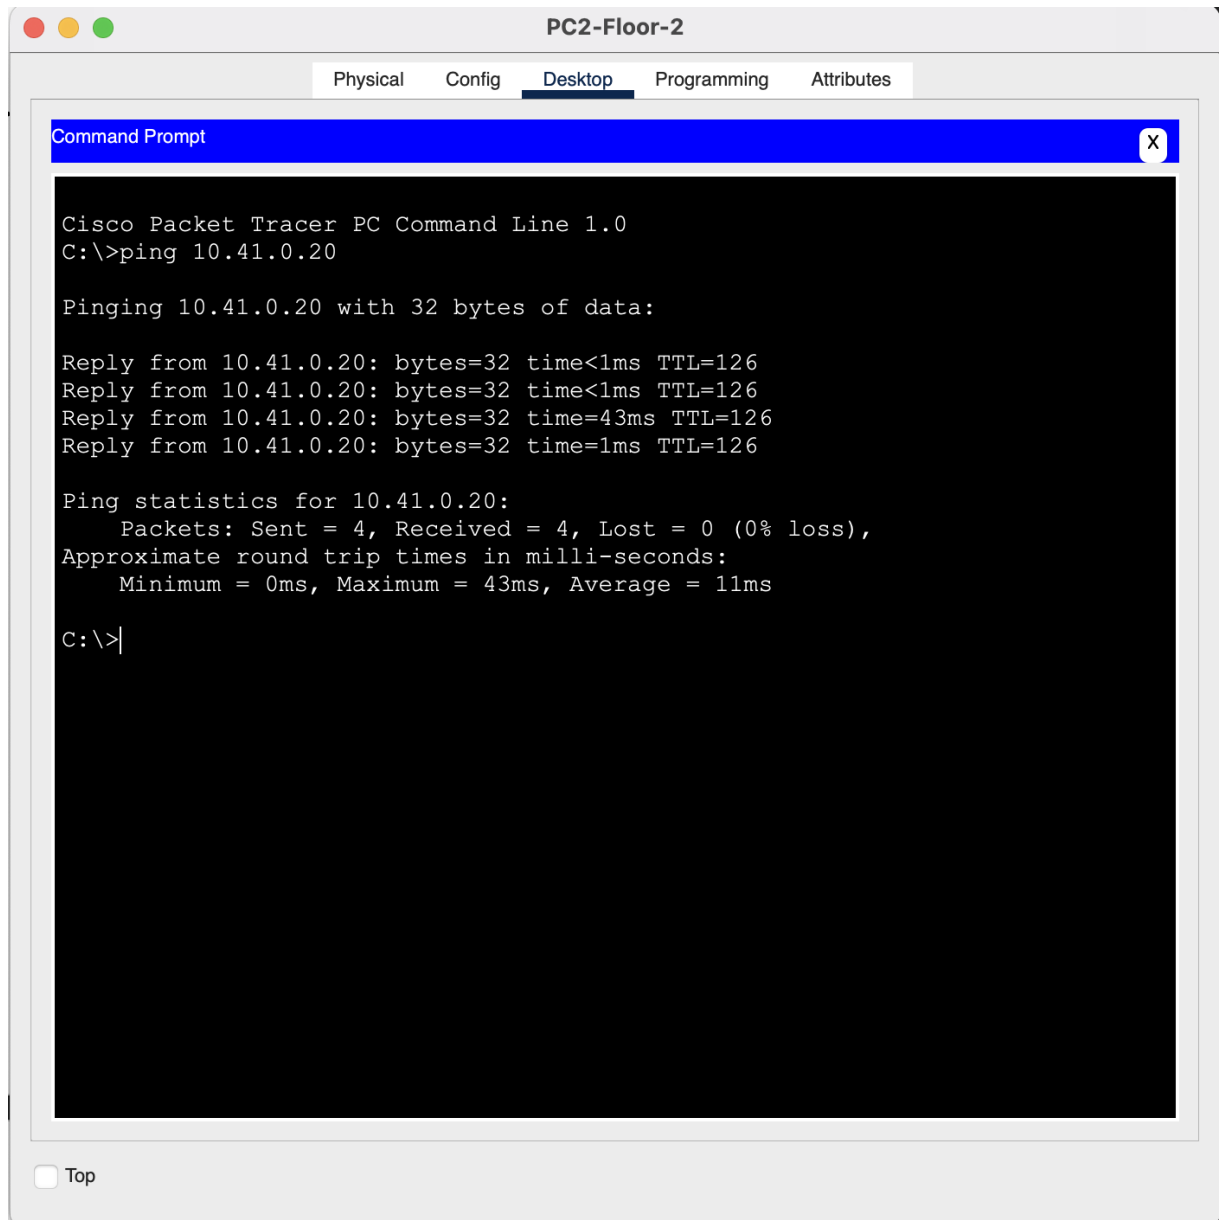 PC2-Floor-2
Physical Config Desktop Programming Attributes
Command Prompt X
Cisco Packet Tracer PC Command Line 1.0
C:\>ping 10.41.0.20
Pinging 10.41.0.20 with 32 bytes of data:
Reply from 10.41.0.20: bytes=32 time<1ms TTL=126
Reply from 10.41.0.20: bytes=32 time<1ms TTL=126
Reply from 10.41.0.20: bytes=32 time=43ms TTL=126
Reply from 10.41.0.20: bytes=32 time=1ms TTL=126
Ping statistics for 10.41.0.20:
    Packets: Sent = 4, Received = 4, Lost = 0 (0% loss),
Approximate round trip times in milli-seconds:
    Minimum = 0ms, Maximum = 43ms, Average = 11ms
C:\>
Top